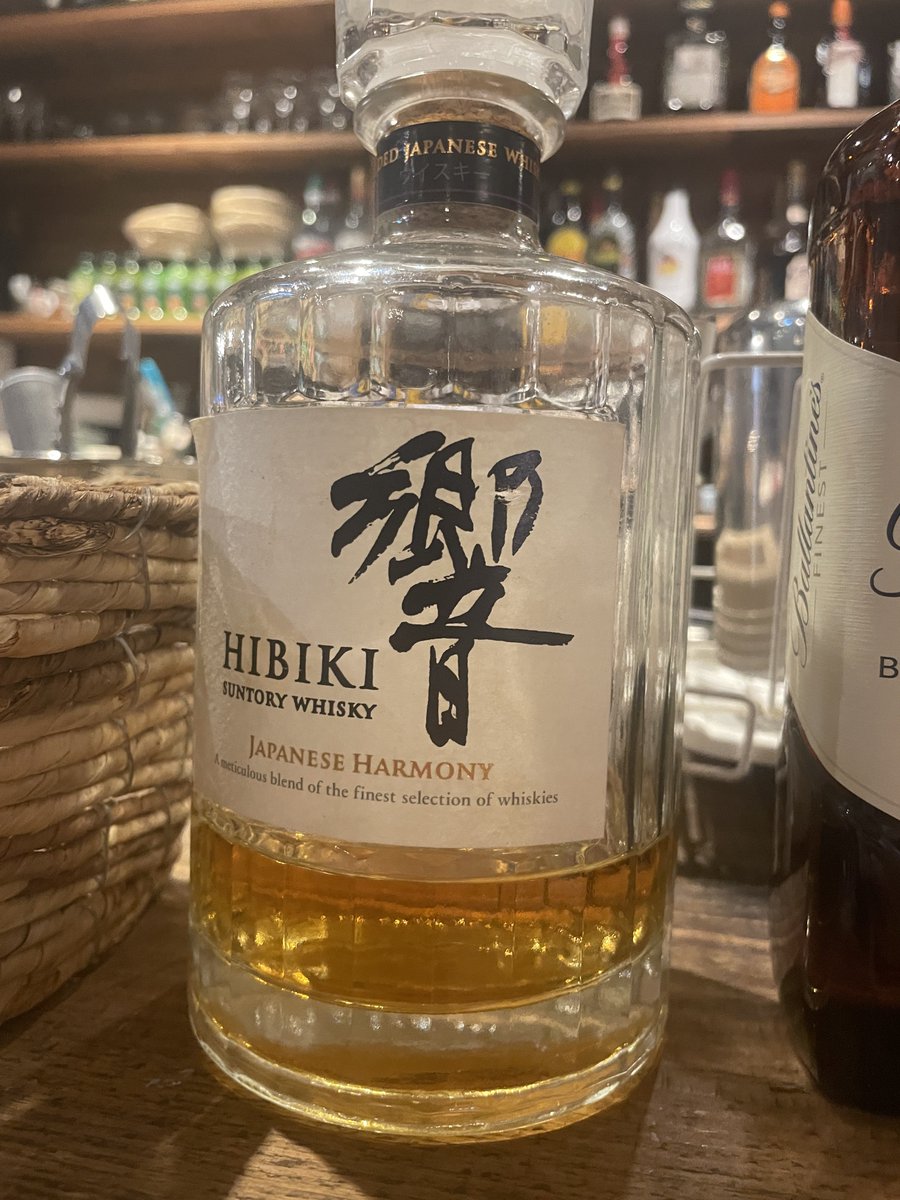 DED JAPANESE WHI
ウイスキー
響
HIBIKI
SUNTORY WHISKY
JAPANESE HARMONY
A meticulous blend of the finest selection of whiskies
Ballantine's
FINEST
B